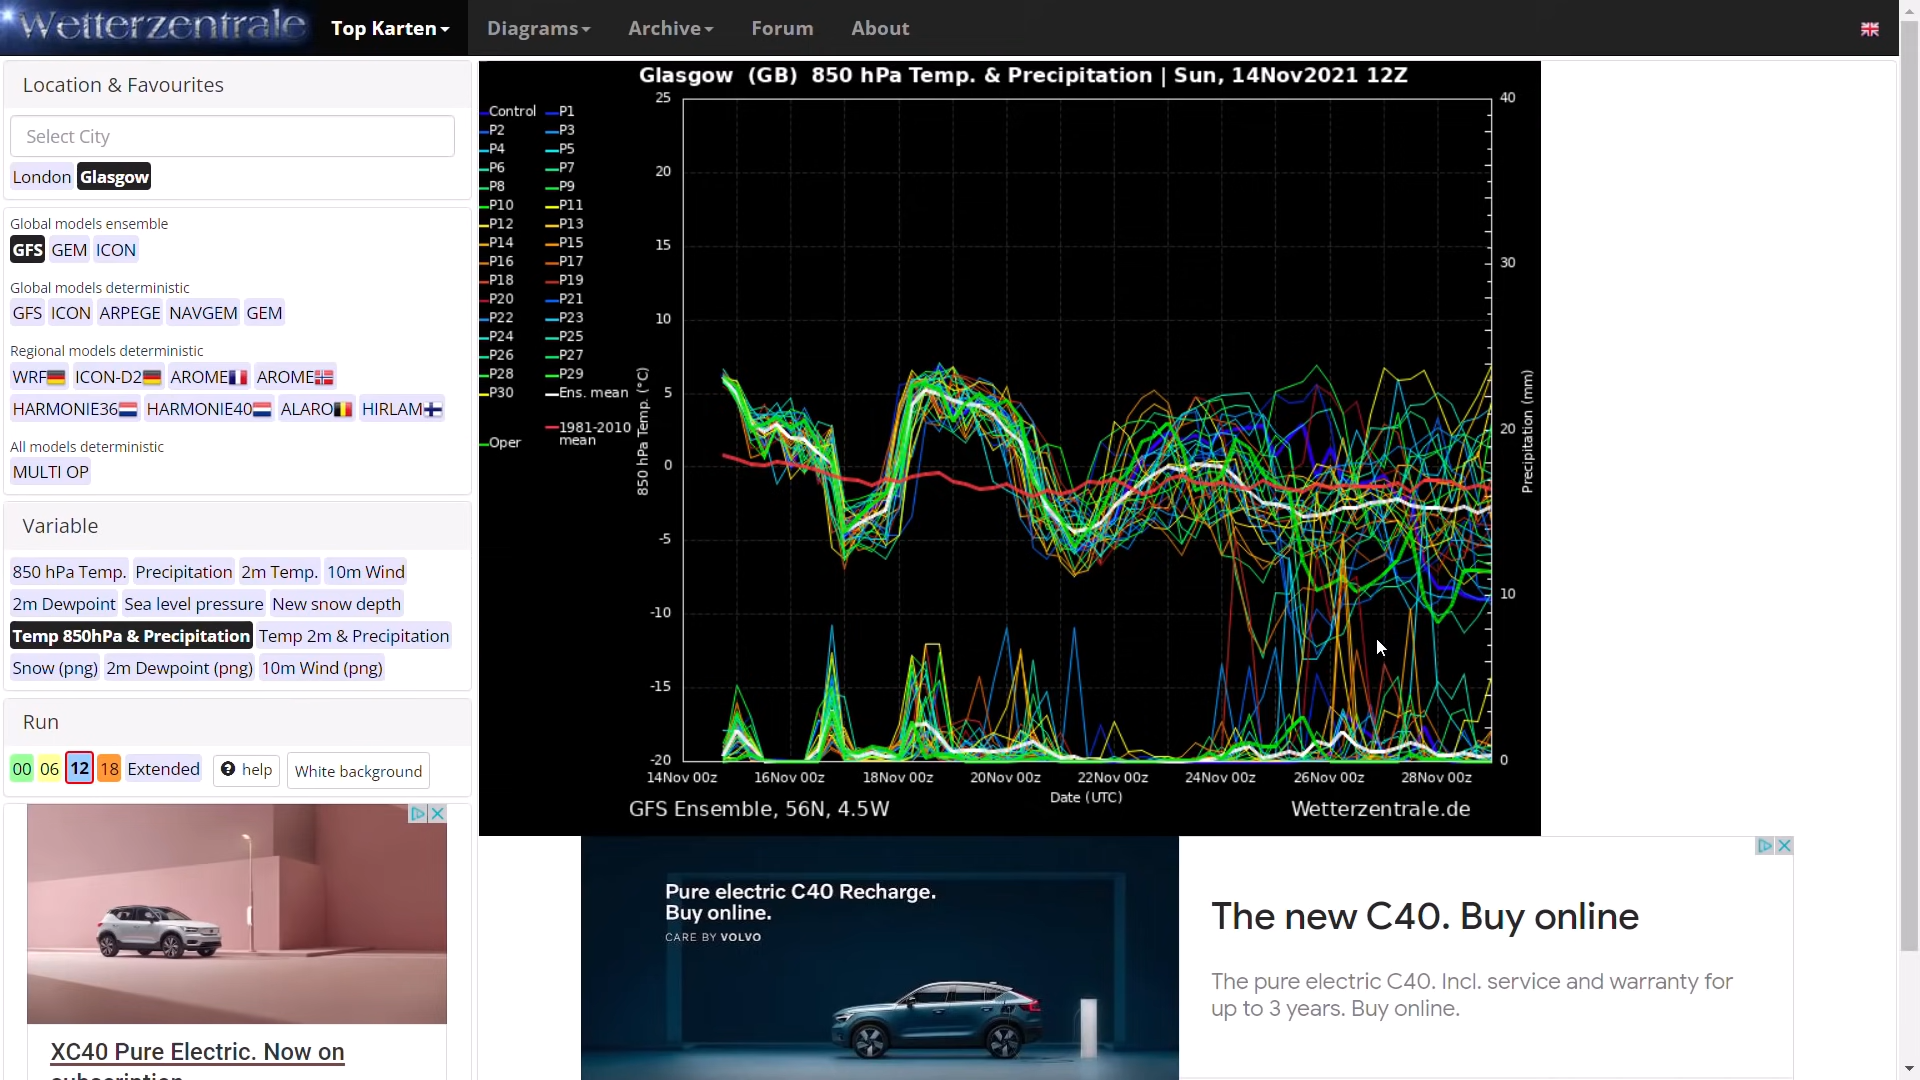 Wetterzentrale Top Karten Diagrams Archive Forum About
Location & Favourites
Select City
London Glasgow
Global models ensemble
GFS GEM ICON
Global models deterministic
GFS ICON ARPEGE NAVGEM GEM
Regional models deterministic
WRF ICON-D2 AROME AROME
HARMONIE36 HARMONIE40 ALARO HIRLAM
All models deterministic
MULTI OP
Variable
850 hPa Temp. Precipitation 2m Temp. 10m Wind
2m Dewpoint Sea level pressure New snow depth
Temp 850hPa & Precipitation Temp 2m & Precipitation
Snow (png) 2m Dewpoint (png) 10m Wind (png)
Run
00 06 12 18 Extended help White background
XC40 Pure Electric. Now on
Glasgow (GB) 850 hPa Temp. & Precipitation | Sun, 14Nov2021 12Z
Control P1
P2 P3
P4 P5
P6 P7
P8 P9
P10 P11
P12 P13
P14 P15
P16 P17
P18 P19
P20 P21
P22 P23
P24 P25
P26 P27
P28 P29
P30 Ens. mean
Oper 1981-2010
mean
850 hPa Temp. (°C)
25
20
15
10
5
0
-5
-10
-15
-20
40
30
20
10
0
Precipitation (mm)
14Nov 00z 16Nov 00z 18Nov 00z 20Nov 00z 22Nov 00z 24Nov 00z 26Nov 00z 28Nov 00z
Date (UTC)
GFS Ensemble, 56N, 4.5W Wetterzentrale.de
Pure electric C40 Recharge.
Buy online.
CARE BY VOLVO
The new C40. Buy online
The pure electric C40. Incl. service and warranty for
up to 3 years. Buy online.